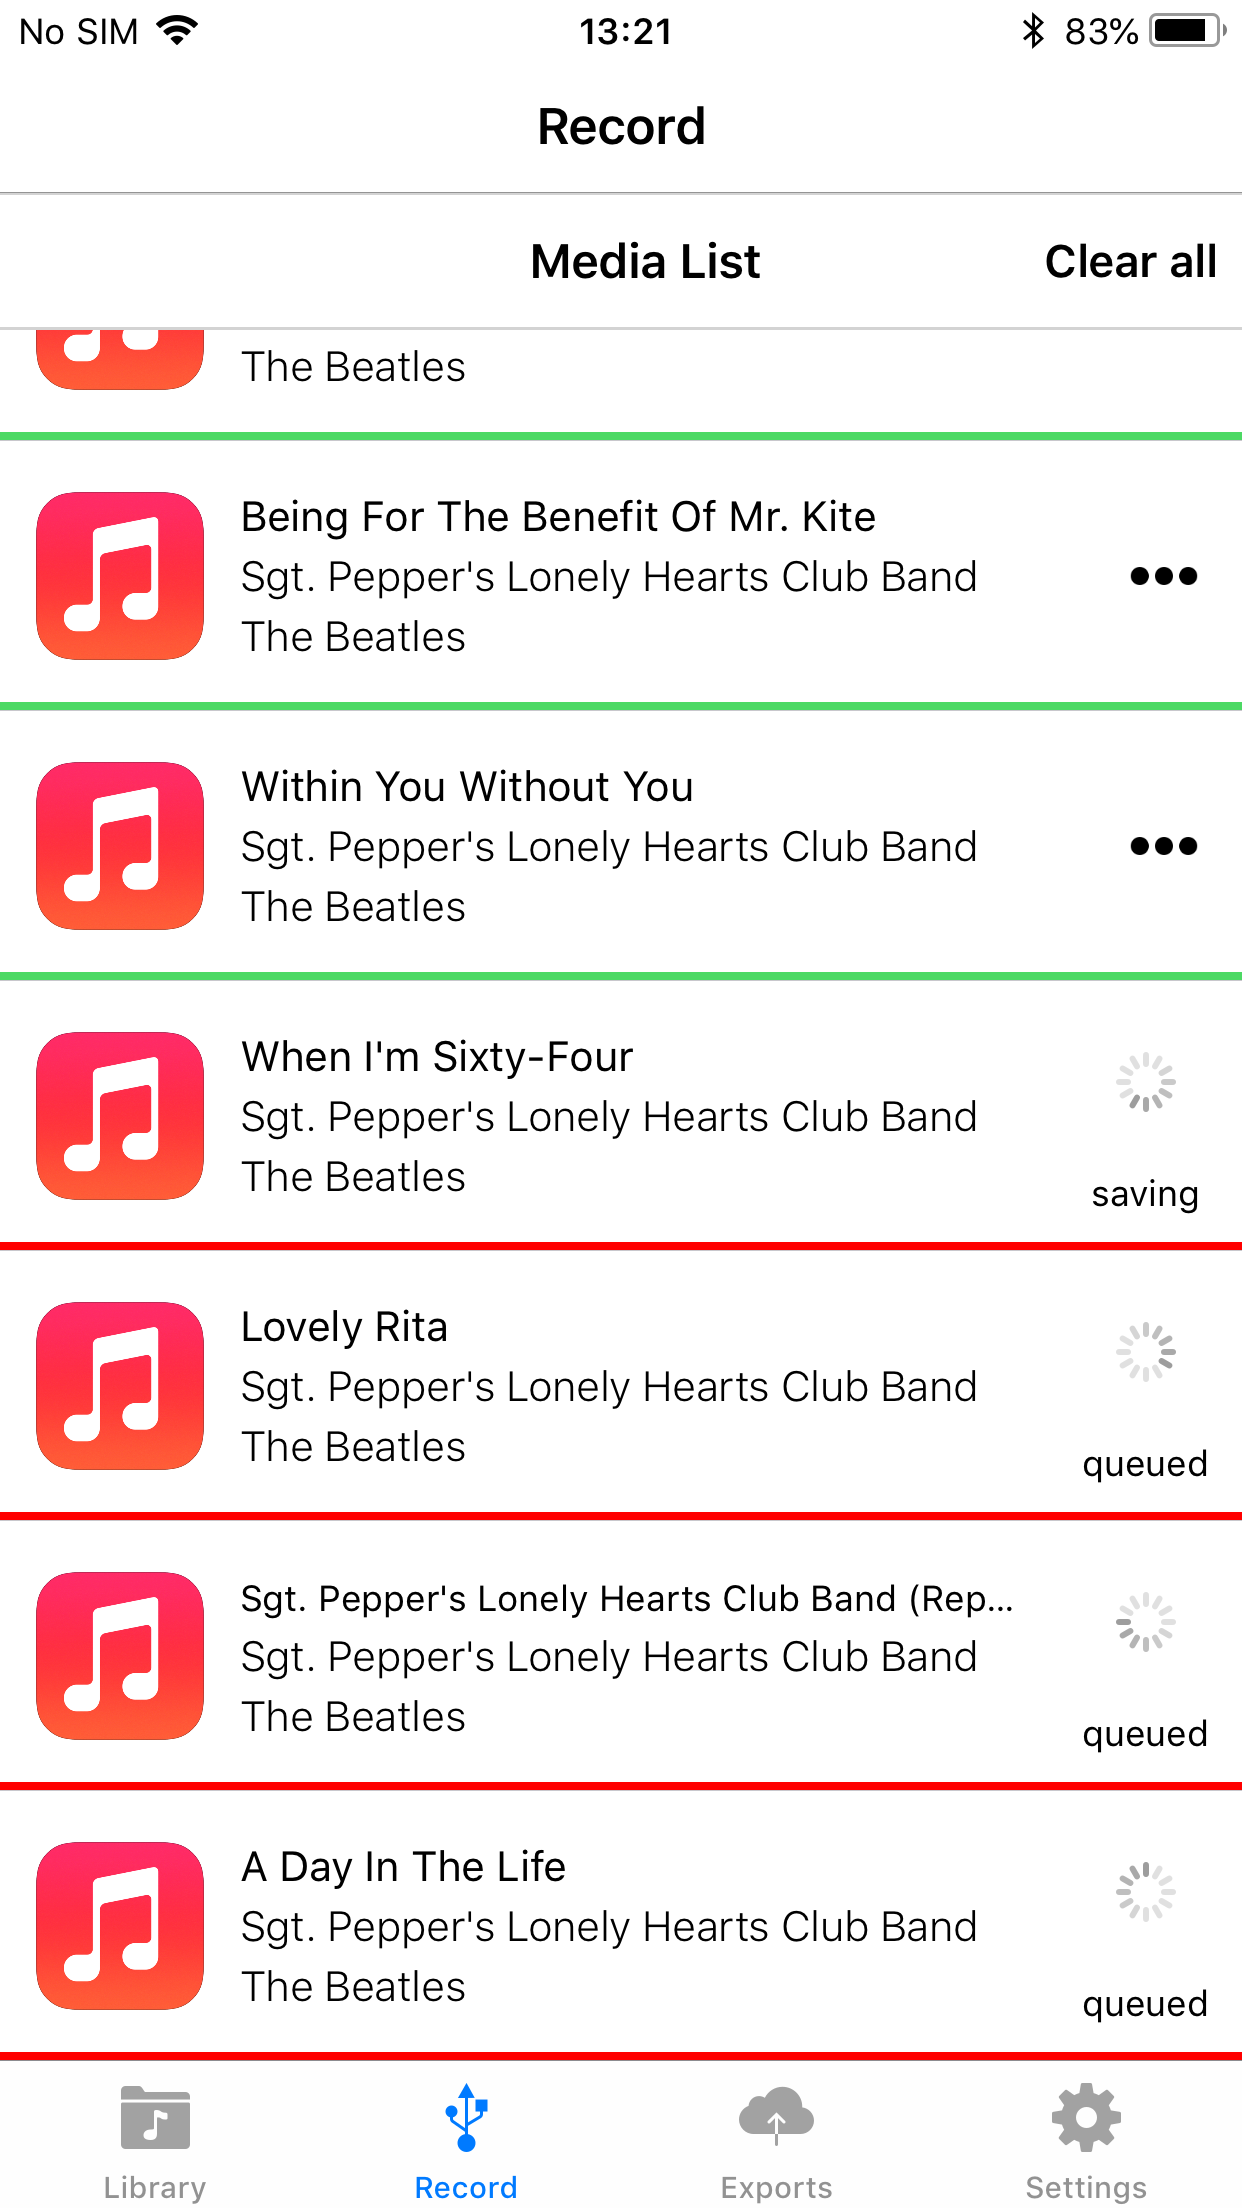 No SIM 13:21 83%
Record
Media List Clear all
The Beatles
Being For The Benefit Of Mr. Kite
Sgt. Pepper's Lonely Hearts Club Band
The Beatles
Within You Without You
Sgt. Pepper's Lonely Hearts Club Band
The Beatles
When I'm Sixty-Four
Sgt. Pepper's Lonely Hearts Club Band
The Beatles
saving
Lovely Rita
Sgt. Pepper's Lonely Hearts Club Band
The Beatles
queued
Sgt. Pepper's Lonely Hearts Club Band (Rep...
Sgt. Pepper's Lonely Hearts Club Band
The Beatles
queued
A Day In The Life
Sgt. Pepper's Lonely Hearts Club Band
The Beatles
queued
Library Record Exports Settings